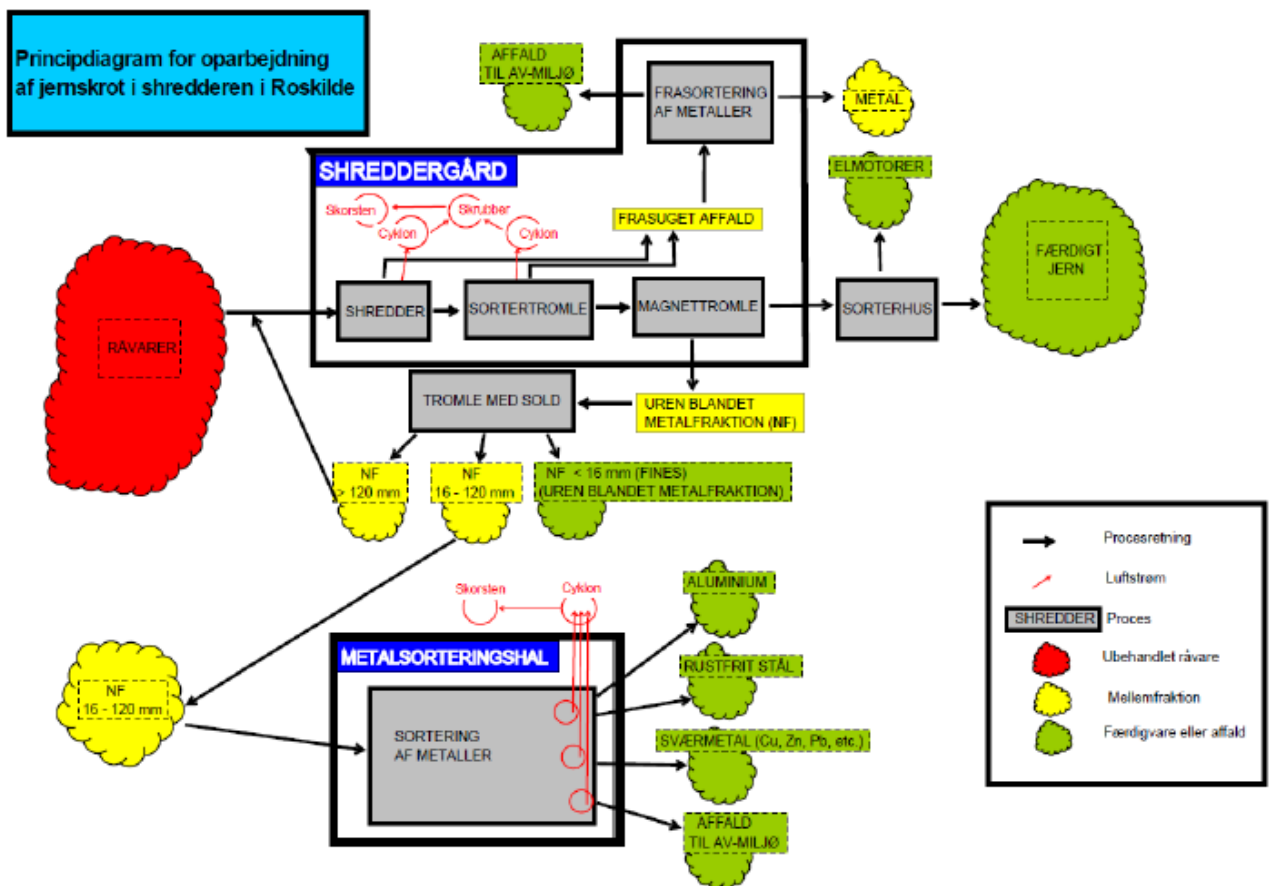 Principdiagram for oparbejdning
af jernskrot i shredderen i Roskilde
AFFALD
TIL AV-MILJØ
FRASORTERING
AF METALLER
METAL
SHREDDERGÅRD
ELMOTORER
Skorsten
Skrubber
Cyklon
Cyklon
FRASUGET AFFALD
FÆRDIGT
JERN
RÅVARER
SHREDDER
SORTERTROMLE
MAGNETTROMLE
SORTERHUS
TROMLE MED SOLD
UREN BLANDET
METALFRAKTION (NF)
NF
> 120 mm
NF
16 - 120 mm
NF < 16 mm (FINES)
(UREN BLANDET METALFRAKTION)
Skorsten
Cyklon
ALUMINIUM
METALSORTERINGSHAL
RUSTFRIT STÅL
NF
16 - 120 mm
SORTERING
AF METALLER
SVÆRMETAL (Cu, Zn, Pb, etc.)
AFFALD
TIL AV-MILJØ
Procesretning
Luftstrøm
SHREDDER Proces
Ubehandlet råvare
Mellemfraktion
Færdigvare eller affald